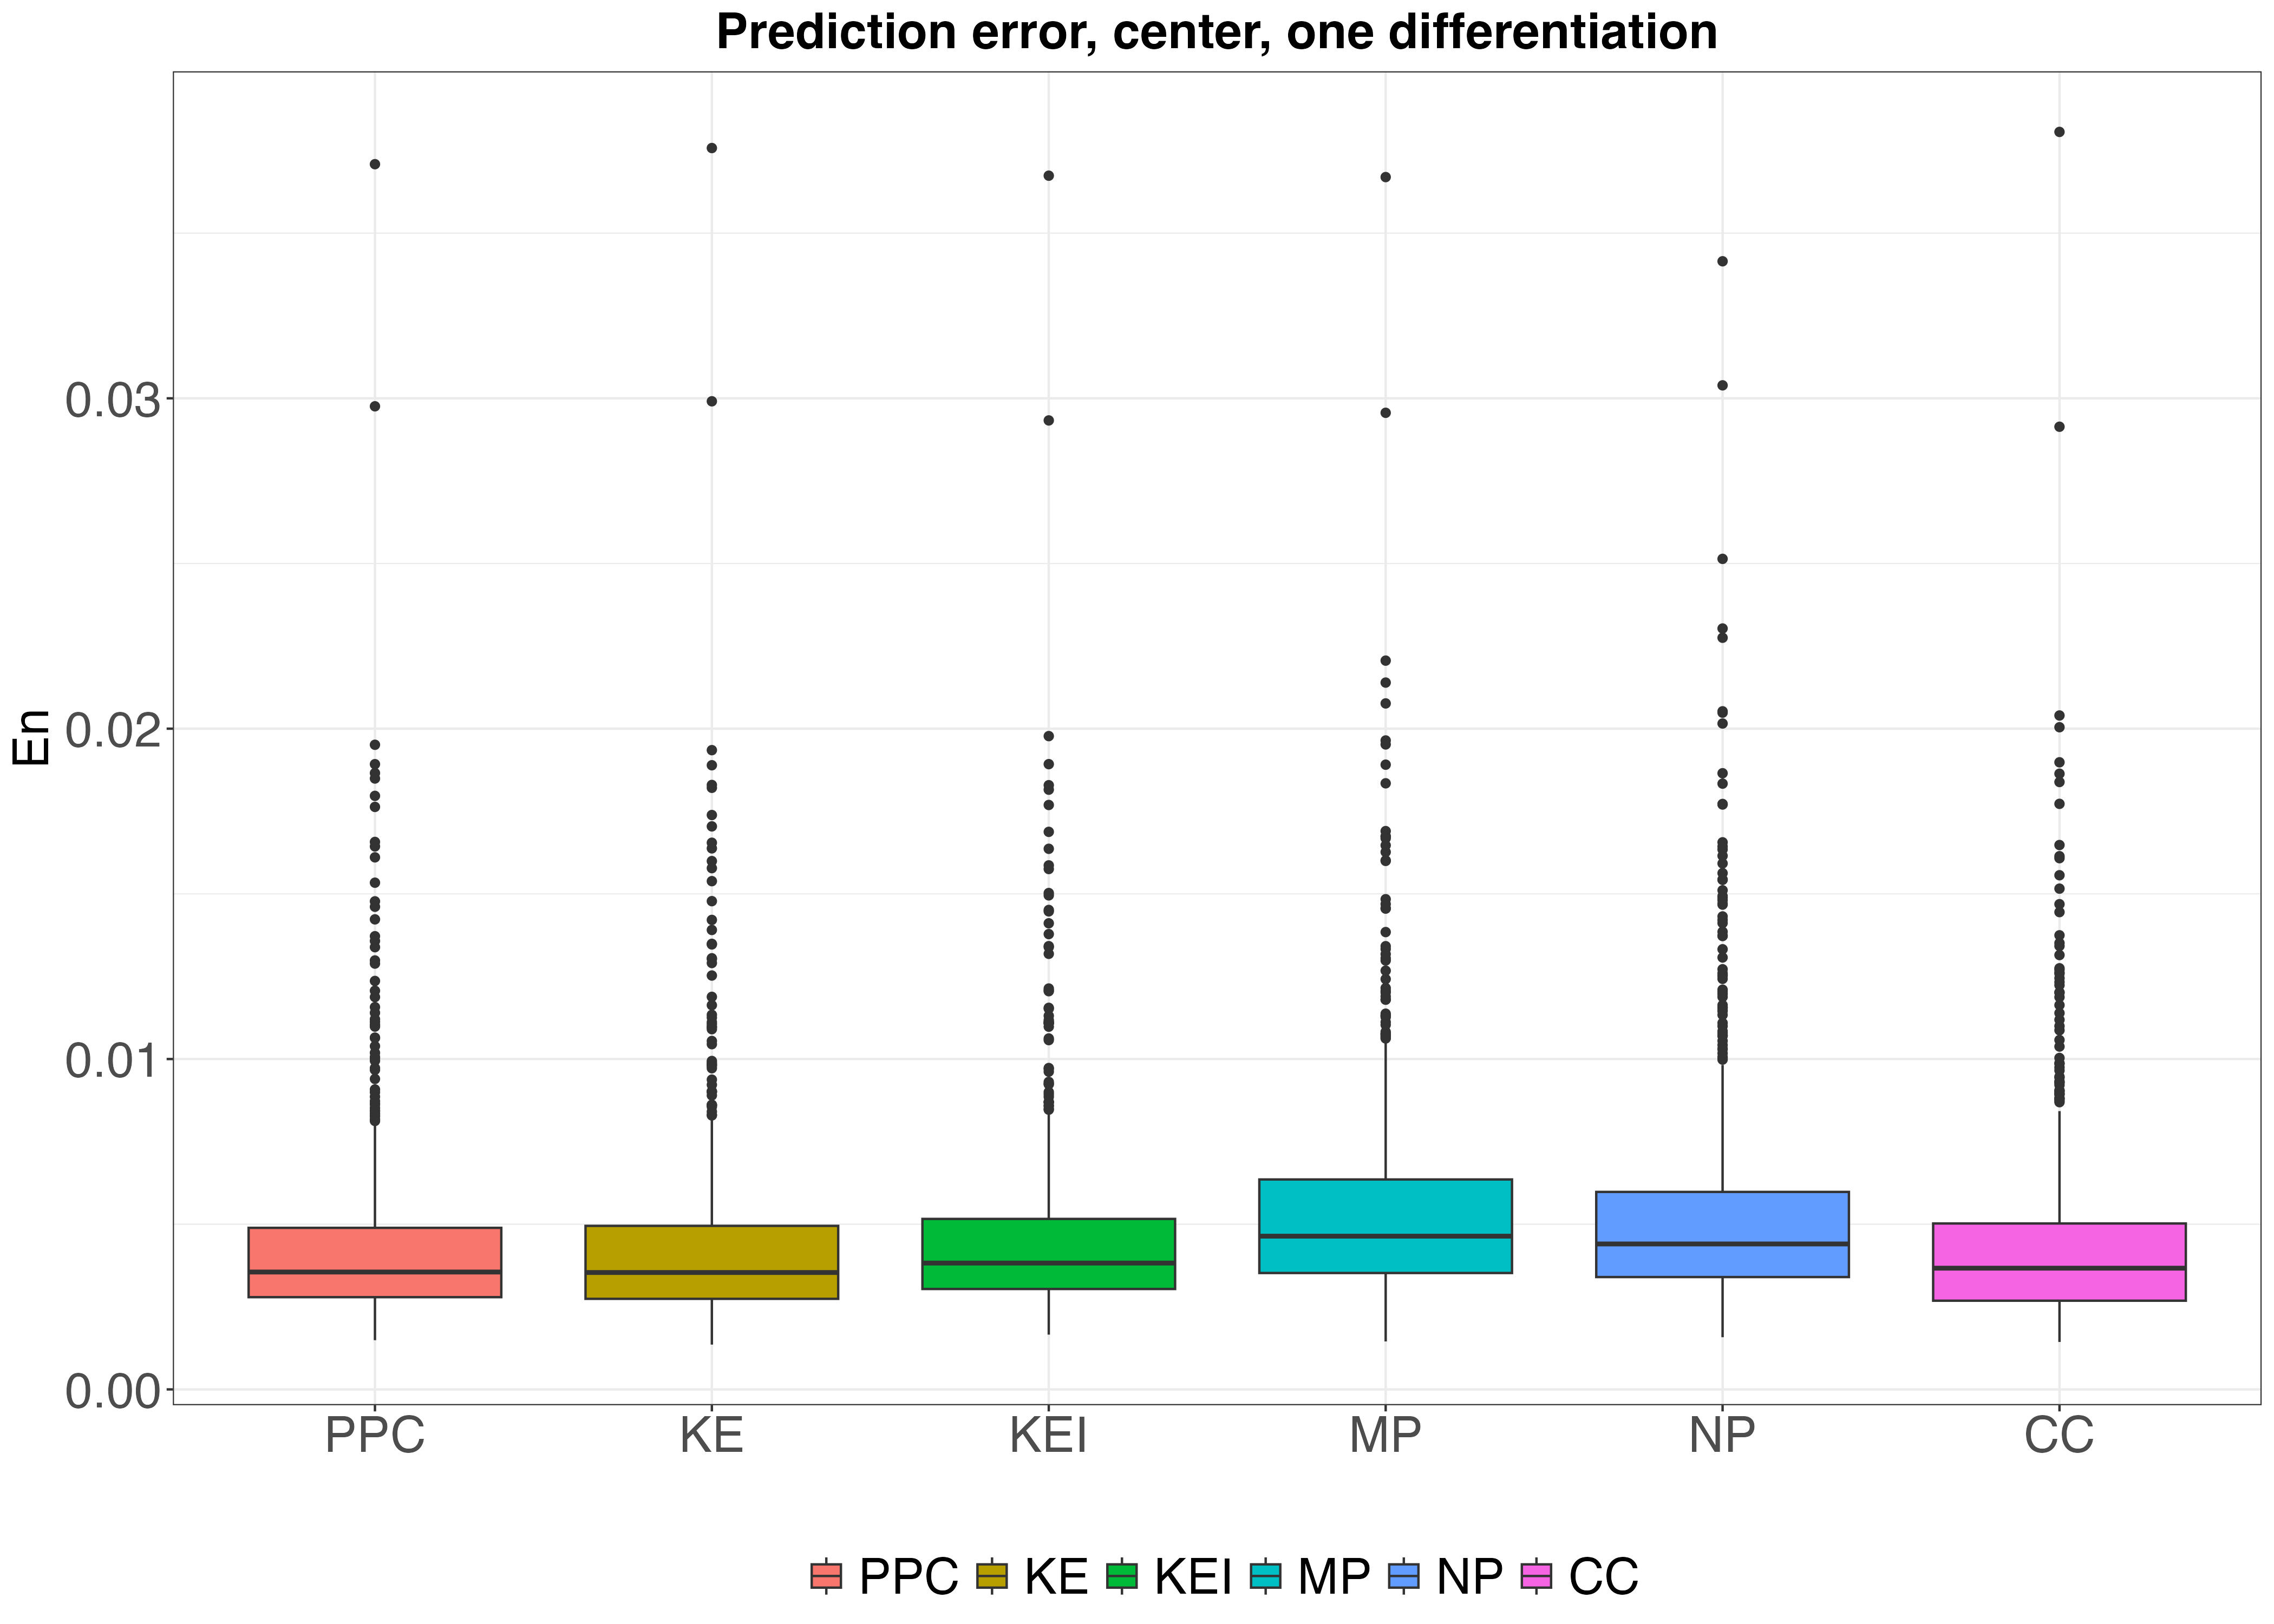 Prediction error, center, one differentiation
En
0.03
0.02
0.01
0.00
PPC KE KEI MP NP CC
PPC KE KEI MP NP CC